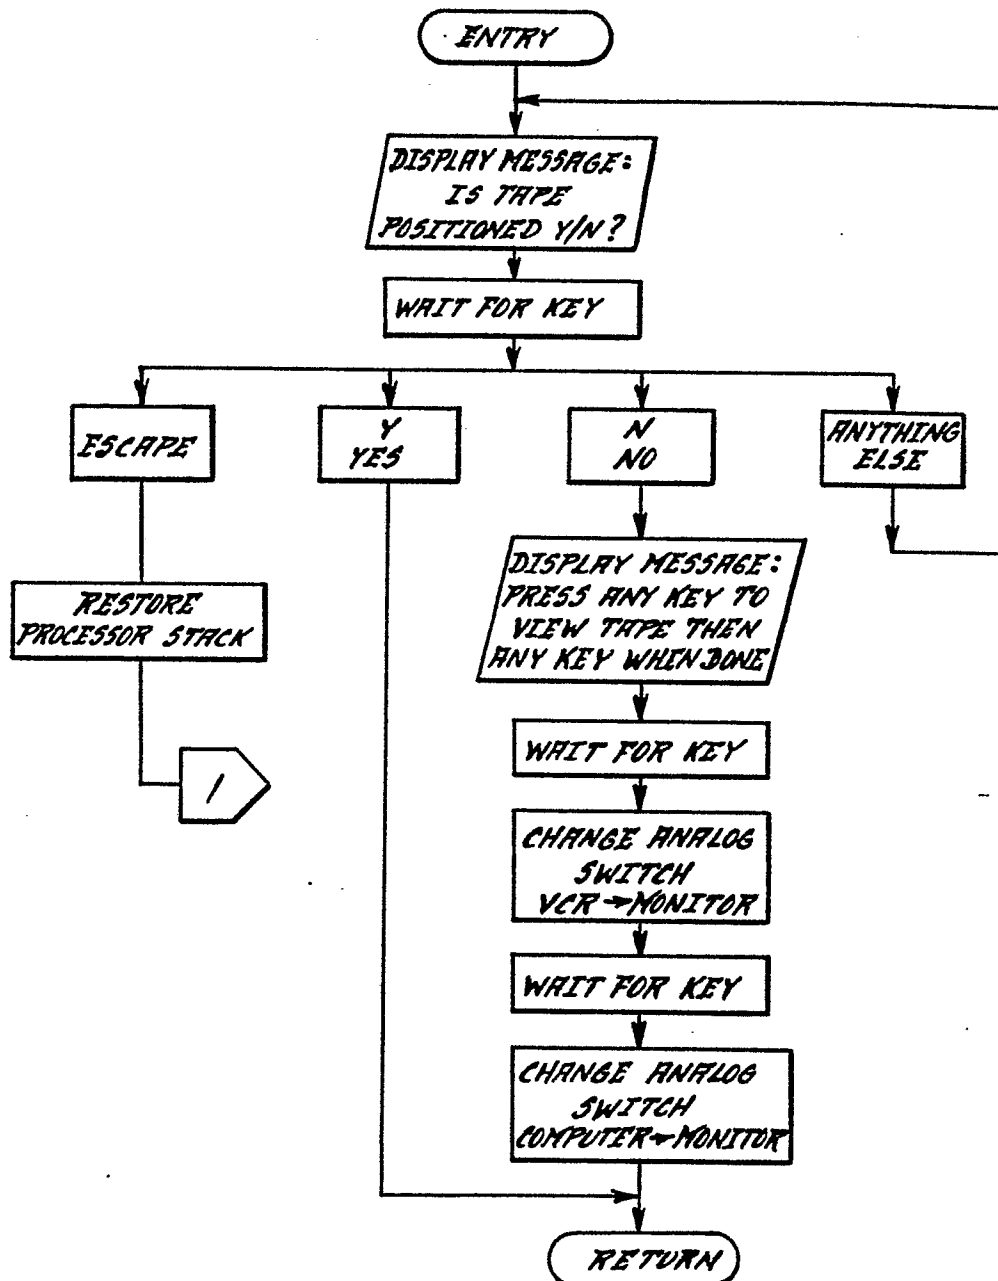 ENTRY
DISPLAY MESSAGE:
IS TAPE
POSITIONED Y/N?
WAIT FOR KEY
ESCAPE
Y
YES
N
NO
ANYTHING
ELSE
RESTORE
PROCESSOR STACK
1
DISPLAY MESSAGE:
PRESS ANY KEY TO
VIEW TAPE THEN
ANY KEY WHEN DONE
WAIT FOR KEY
CHANGE ANALOG
SWITCH
VCR→MONITOR
WAIT FOR KEY
CHANGE ANALOG
SWITCH
COMPUTER→MONITOR
RETURN